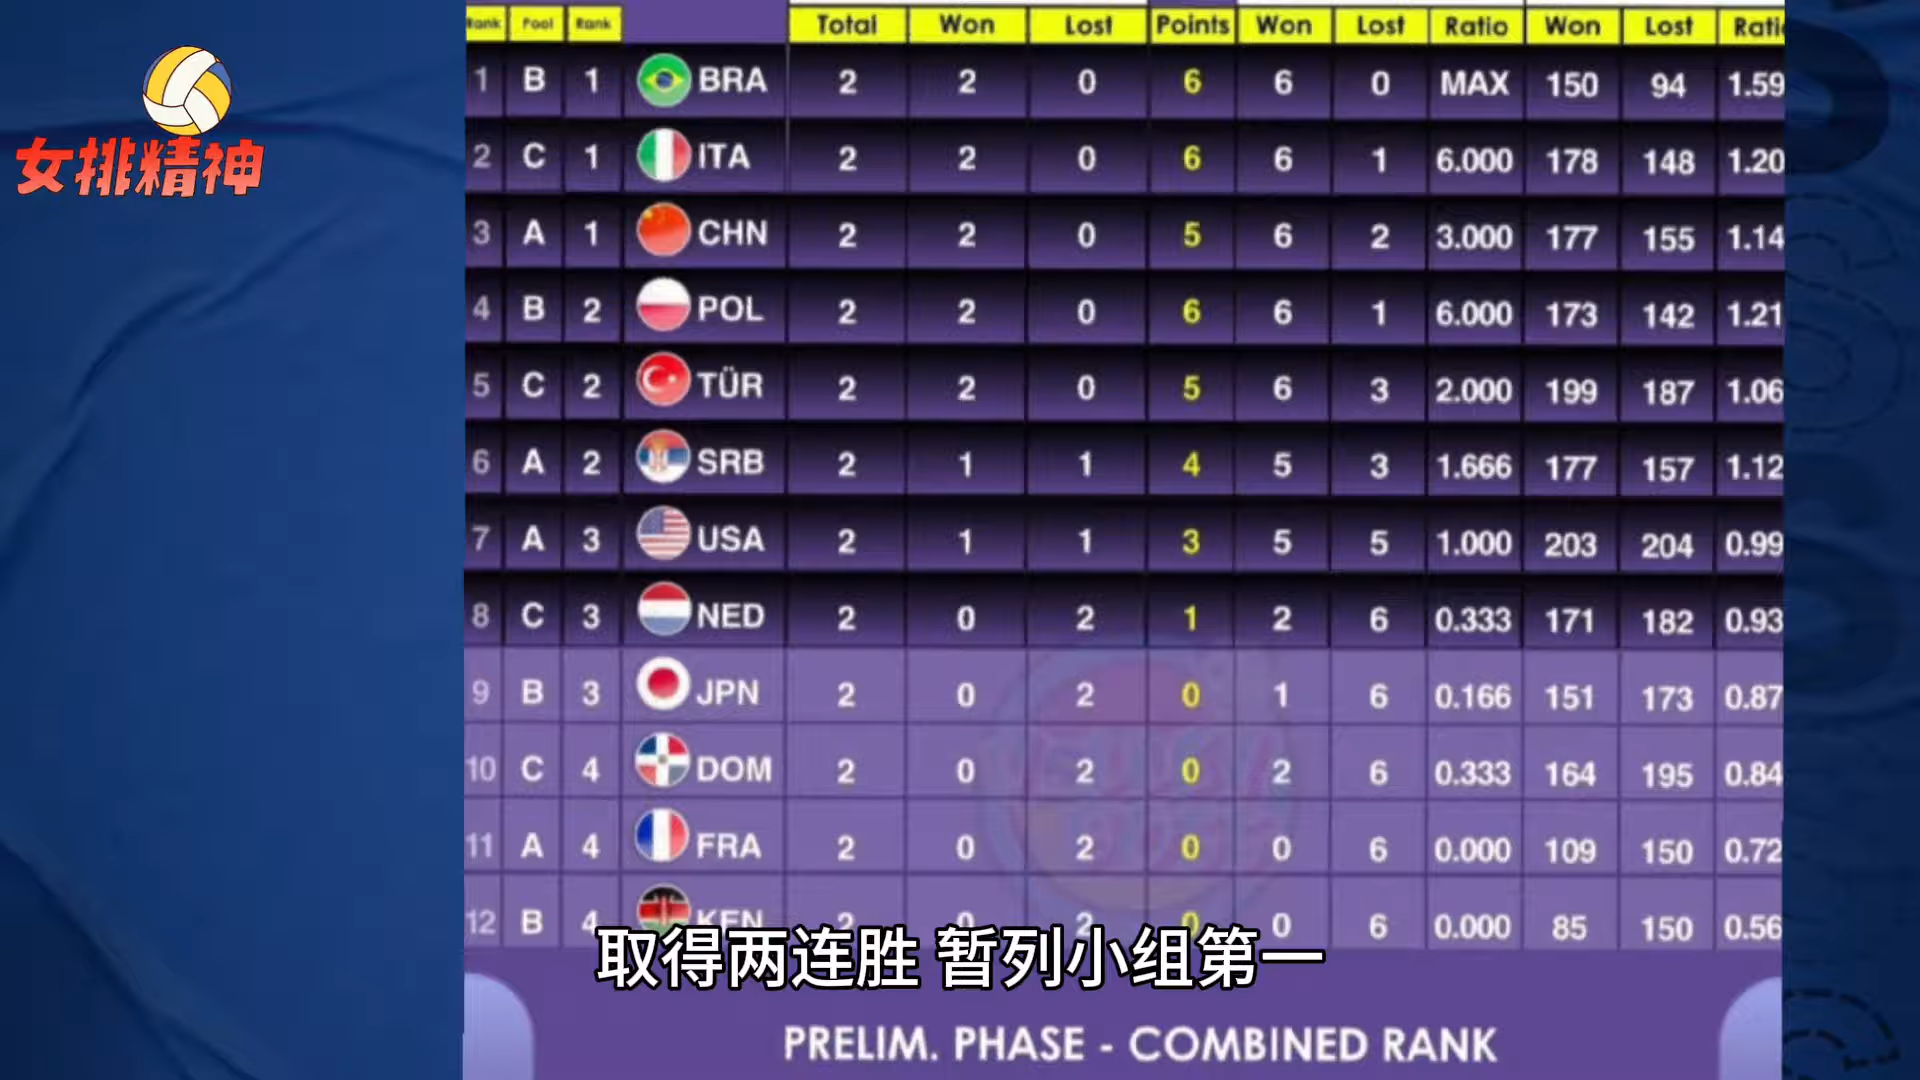 女排精神
Rank Pool Rank Total Won Lost Points Won Lost Ratio Won Lost
1 B 1 BRA 2 2 0 6 6 0 MAX 150 94 1.59
2 C 1 ITA 2 2 0 6 6 1 6.000 178 148 1.20
3 A 1 CHN 2 2 0 5 6 2 3.000 177 155 1.14
4 B 2 POL 2 2 0 6 6 1 6.000 173 142 1.21
5 C 2 TÜR 2 2 0 5 6 3 2.000 199 187 1.06
6 A 2 SRB 2 1 1 4 5 3 1.666 177 157 1.12
7 A 3 USA 2 1 1 3 5 5 1.000 203 204 0.99
8 C 3 NED 2 0 2 1 2 6 0.333 171 182 0.93
9 B 3 JPN 2 0 2 0 1 6 0.166 151 173 0.87
10 C 4 DOM 2 0 2 0 2 6 0.333 164 195 0.84
11 A 4 FRA 2 0 2 0 0 6 0.000 109 150 0.72
12 B 4 KEN 2 0 2 0 0 6 0.000 85 150 0.56
取得两连胜 暂列小组第一
PRELIM. PHASE - COMBINED RANK